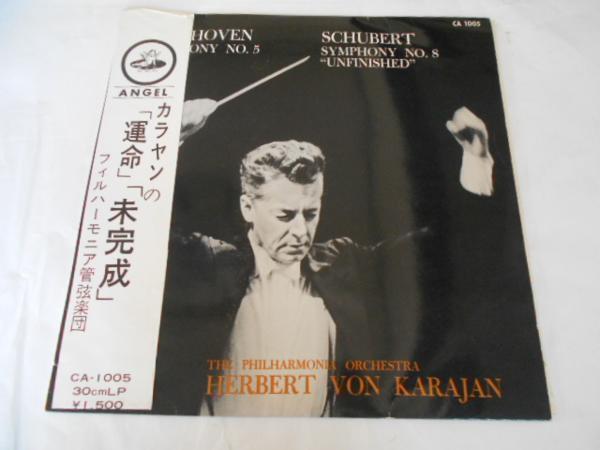 CA 1005
HOVEN
ONY NO. 5
SCHUBERT
SYMPHONY NO. 8
"UNFINISHED"
ANGEL
カラヤンの
「運命」「未完成」
フィルハーモニア管弦楽団
CA-1005
30cmLP
¥1,500
THE PHILHARMONIA ORCHESTRA
HERBERT VON KARAJAN